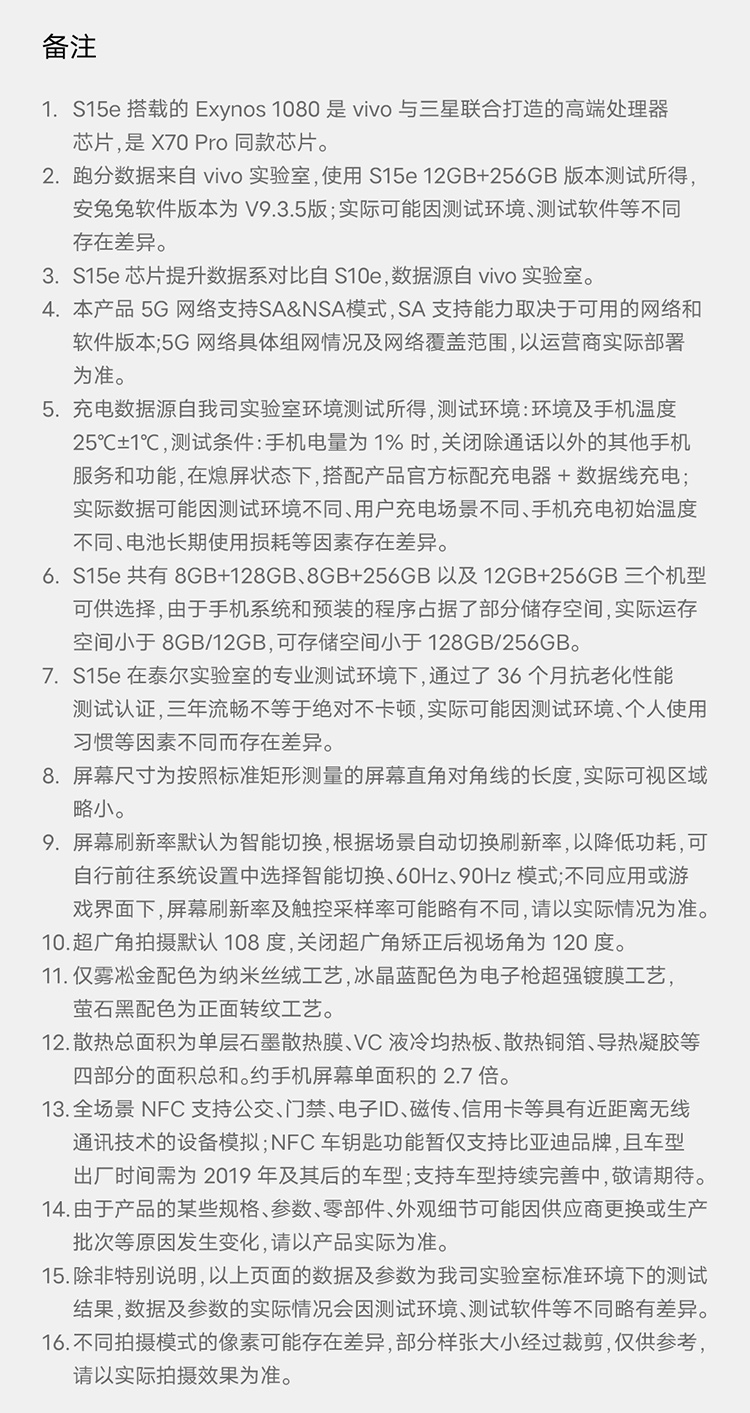 备注
1. S15e 搭载的 Exynos 1080 是 vivo 与三星联合打造的高端处理器
芯片,是 X70 Pro 同款芯片。
2. 跑分数据来自 vivo 实验室,使用 S15e 12GB+256GB 版本测试所得,
安兔兔软件版本为 V9.3.5版;实际可能因测试环境、测试软件等不同
存在差异。
3. S15e 芯片提升数据系对比自 S10e,数据源自 vivo 实验室。
4. 本产品 5G 网络支持SA&NSA模式,SA 支持能力取决于可用的网络和
软件版本;5G 网络具体组网情况及网络覆盖范围,以运营商实际部署
为准。
5. 充电数据源自我司实验室环境测试所得,测试环境:环境及手机温度
25℃±1℃,测试条件:手机电量为 1% 时,关闭除通话以外的其他手机
服务和功能,在熄屏状态下,搭配产品官方标配充电器 + 数据线充电;
实际数据可能因测试环境不同、用户充电场景不同、手机充电初始温度
不同、电池长期使用损耗等因素存在差异。
6. S15e 共有 8GB+128GB、8GB+256GB 以及 12GB+256GB 三个机型
可供选择,由于手机系统和预装的程序占据了部分储存空间,实际运存
空间小于 8GB/12GB,可存储空间小于 128GB/256GB。
7. S15e 在泰尔实验室的专业测试环境下,通过了 36 个月抗老化性能
测试认证,三年流畅不等于绝对不卡顿,实际可能因测试环境、个人使用
习惯等因素不同而存在差异。
8. 屏幕尺寸为按照标准矩形测量的屏幕直角对角线的长度,实际可视区域
略小。
9. 屏幕刷新率默认为智能切换,根据场景自动切换刷新率,以降低功耗,可
自行前往系统设置中选择智能切换、60Hz、90Hz 模式;不同应用或游
戏界面下,屏幕刷新率及触控采样率可能略有不同,请以实际情况为准。
10.超广角拍摄默认 108 度,关闭超广角矫正后视场角为 120 度。
11. 仅雾凇金配色为纳米丝绒工艺,冰晶蓝配色为电子枪超强镀膜工艺,
萤石黑配色为正面转纹工艺。
12.散热总面积为单层石墨散热膜、VC 液冷均热板、散热铜箔、导热凝胶等
四部分的面积总和。约手机屏幕单面积的 2.7 倍。
13.全场景 NFC 支持公交、门禁、电子ID、磁传、信用卡等具有近距离无线
通讯技术的设备模拟;NFC 车钥匙功能暂仅支持比亚迪品牌,且车型
出厂时间需为 2019 年及其后的车型;支持车型持续完善中,敬请期待。
14.由于产品的某些规格、参数、零部件、外观细节可能因供应商更换或生产
批次等原因发生变化,请以产品实际为准。
15.除非特别说明,以上页面的数据及参数为我司实验室标准环境下的测试
结果,数据及参数的实际情况会因测试环境、测试软件等不同略有差异。
16.不同拍摄模式的像素可能存在差异,部分样张大小经过裁剪,仅供参考,
请以实际拍摄效果为准。